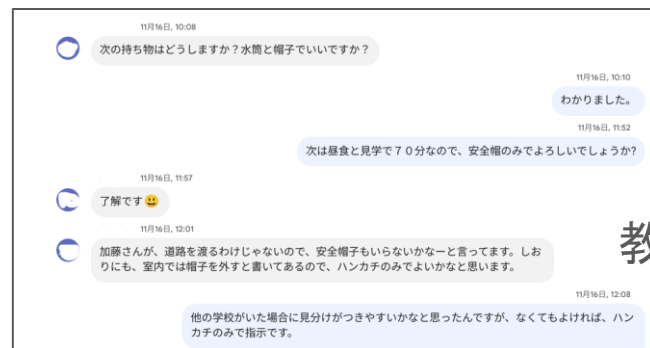 11月16日, 10:08
次の持ち物はどうしますか？水筒と帽子でいいですか？
11月16日, 10:10
わかりました。
11月16日, 11:52
次は昼食と見学で７０分なので、安全帽のみでよろしいでしょうか?
11月16日, 11:57
了解です😃
11月16日, 12:01
加藤さんが、道路を渡るわけじゃないので、安全帽子もいらないかなーと言ってます。しお
りにも、室内では帽子を外すと書いてあるので、ハンカチのみでよいかなと思います。
教
11月16日, 12:08
他の学校がいた場合に見分けがつきやすいかなと思ったんですが、なくてもよければ、ハン
カチのみで指示です。